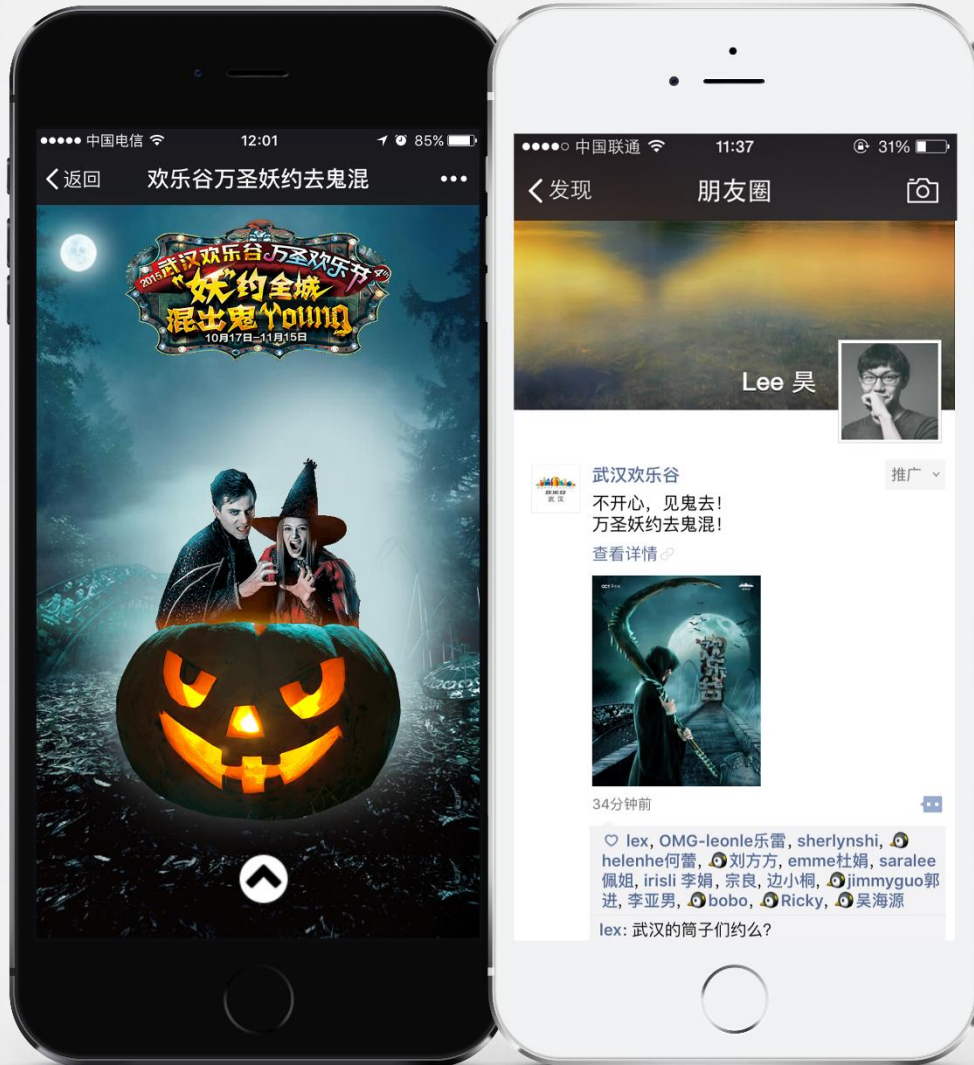 中国电信
12:01
85%
返回
欢乐谷万圣妖约去鬼混
2015武汉欢乐谷万圣欢乐节4th
“妖”约全城
混出鬼Young
10月17日-11月15日
中国联通
11:37
31%
发现
朋友圈
Lee 昊
武汉欢乐谷
推广
不开心，见鬼去！
万圣妖约去鬼混！
查看详情
欢乐谷
34分钟前
lex, OMG-leonle乐雷, sherlynshi,
helenhe何蕾, 刘方方, emme杜娟, saralee
佩姐, irisli 李娟, 宗良, 边小桐, jimmyguo郭
进, 李亚男, bobo, Ricky, 吴海源
lex: 武汉的筒子们约么?